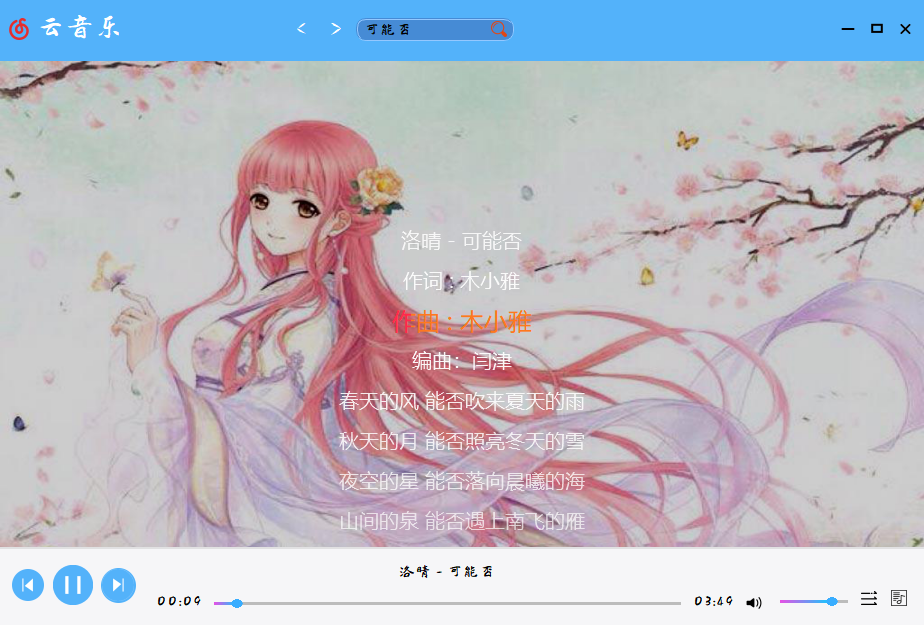 云音乐
< >
可能否
洛晴 - 可能否
作词 : 木小雅
作曲 : 木小雅
编曲：闫津
春天的风 能否吹来夏天的雨
秋天的月 能否照亮冬天的雪
夜空的星 能否落向晨曦的海
山间的泉 能否遇上南飞的雁
洛晴 - 可能否
00:09
03:49